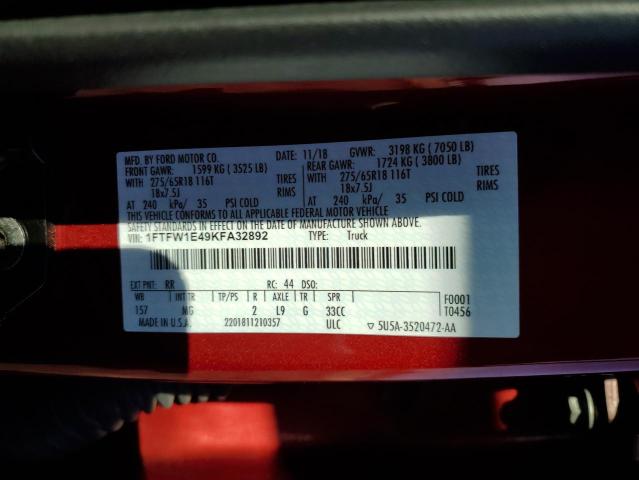 MFD. BY FORD MOTOR CO. DATE: 11/18 GVWR: 3198 KG ( 7050 LB)
FRONT GAWR: 1599 KG ( 3525 LB) REAR GAWR: 1724 KG ( 3800 LB)
WITH 275/65R18 116T TIRES WITH 275/65R18 116T TIRES
18x7.5J RIMS 18x7.5J RIMS
AT 240 kPa/ 35 PSI COLD AT 240 kPa/ 35 PSI COLD
THIS VEHICLE CONFORMS TO ALL APPLICABLE FEDERAL MOTOR VEHICLE
SAFETY STANDARDS IN EFFECT ON THE DATE OF MANUFACTURE SHOWN ABOVE.
VIN: 1FTFW1E49KFA32892 TYPE: Truck
EXT PNT: RR RC: 44 DSO: F0001
WB INT TR TP/PS R AXLE TR SPR T0456
157 MG 2 L9 G 33CC
MADE IN U.S.A. 2201811210357 ULC ▽ 5U5A-3520472-AA